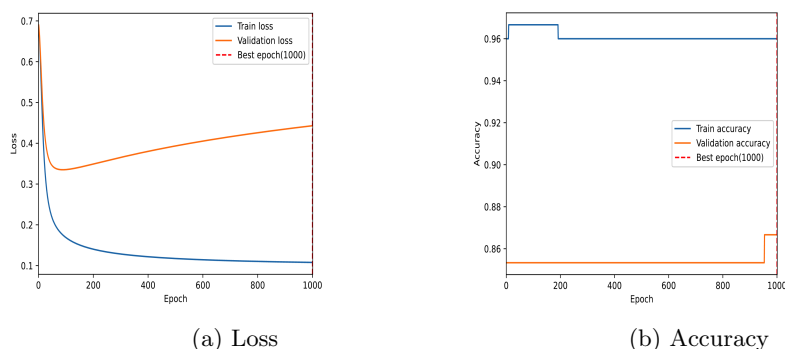 0.7
0.6
0.5
0.4
0.3
0.2
0.1
Loss
0 200 400 600 800 1000
Epoch
Train loss
Validation loss
Best epoch(1000)
(a) Loss
0.96
0.94
0.92
0.90
0.88
0.86
Accuracy
0 200 400 600 800 1000
Epoch
Train accuracy
Validation accuracy
Best epoch(1000)
(b) Accuracy